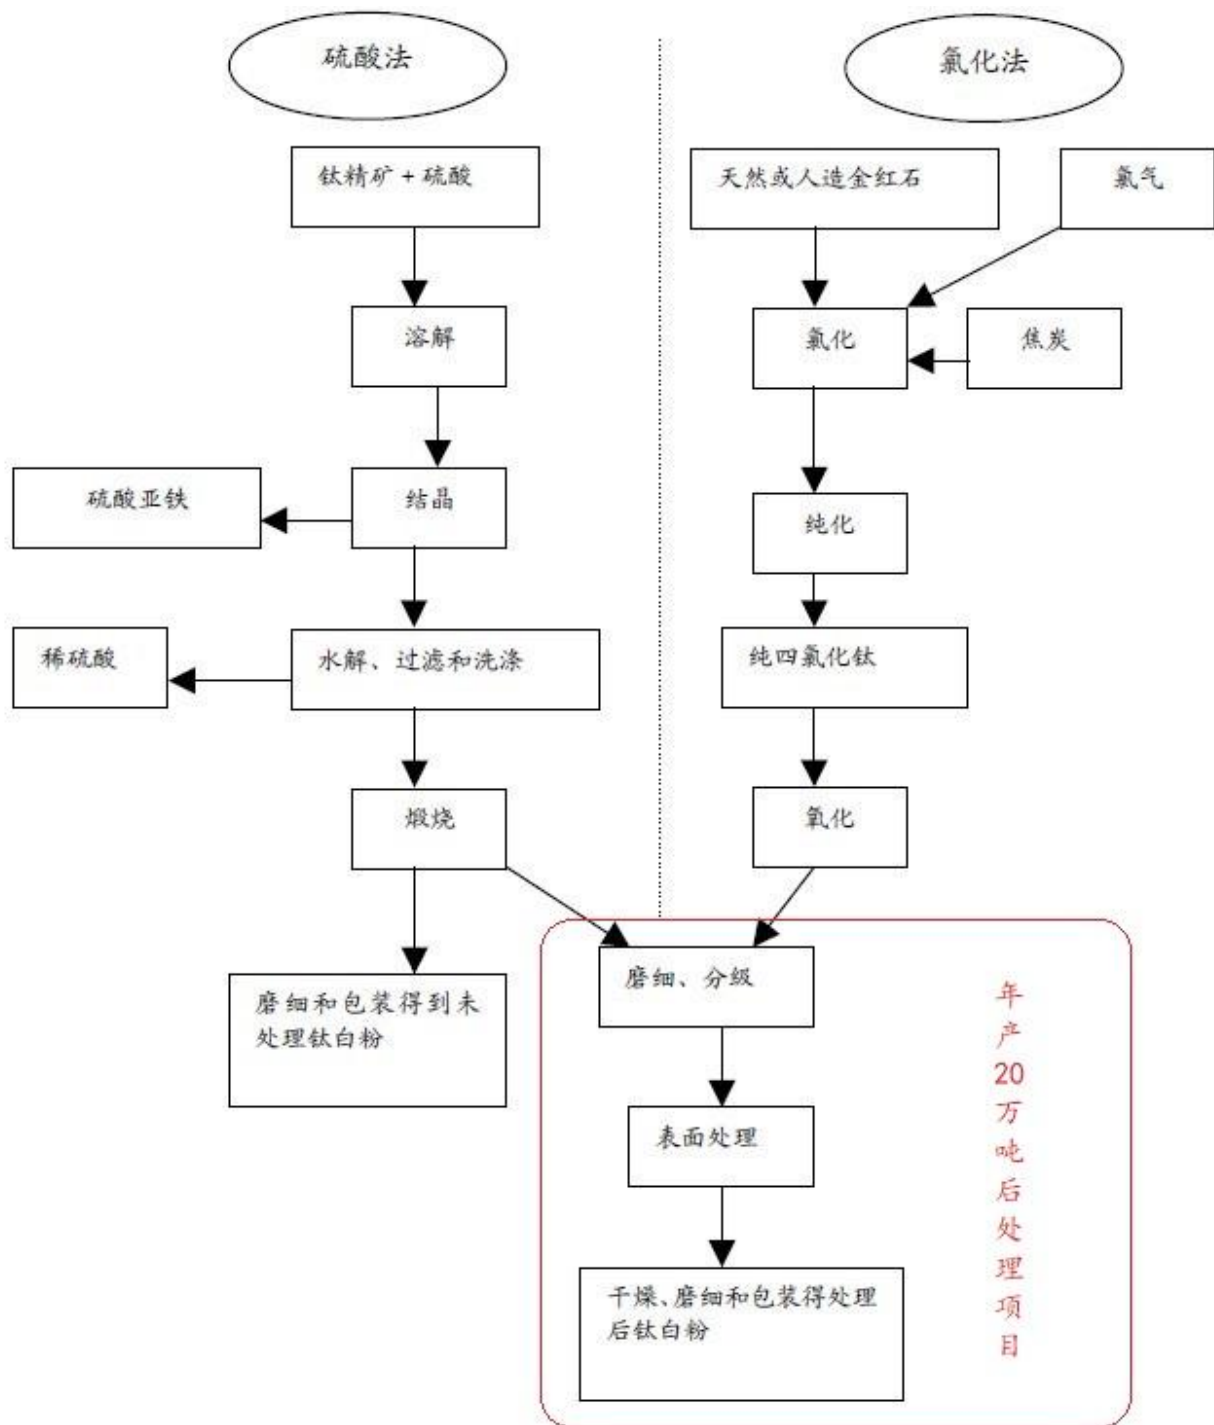 硫酸法
氯化法
钛精矿 + 硫酸
天然或人造金红石
氯气
溶解
氯化
焦炭
硫酸亚铁
结晶
纯化
稀硫酸
水解、过滤和洗涤
纯四氯化钛
煅烧
氧化
磨细和包装得到未
处理钛白粉
磨细、分级
表面处理
干燥、磨细和包装得处理
后钛白粉
年产20万吨后处理项目